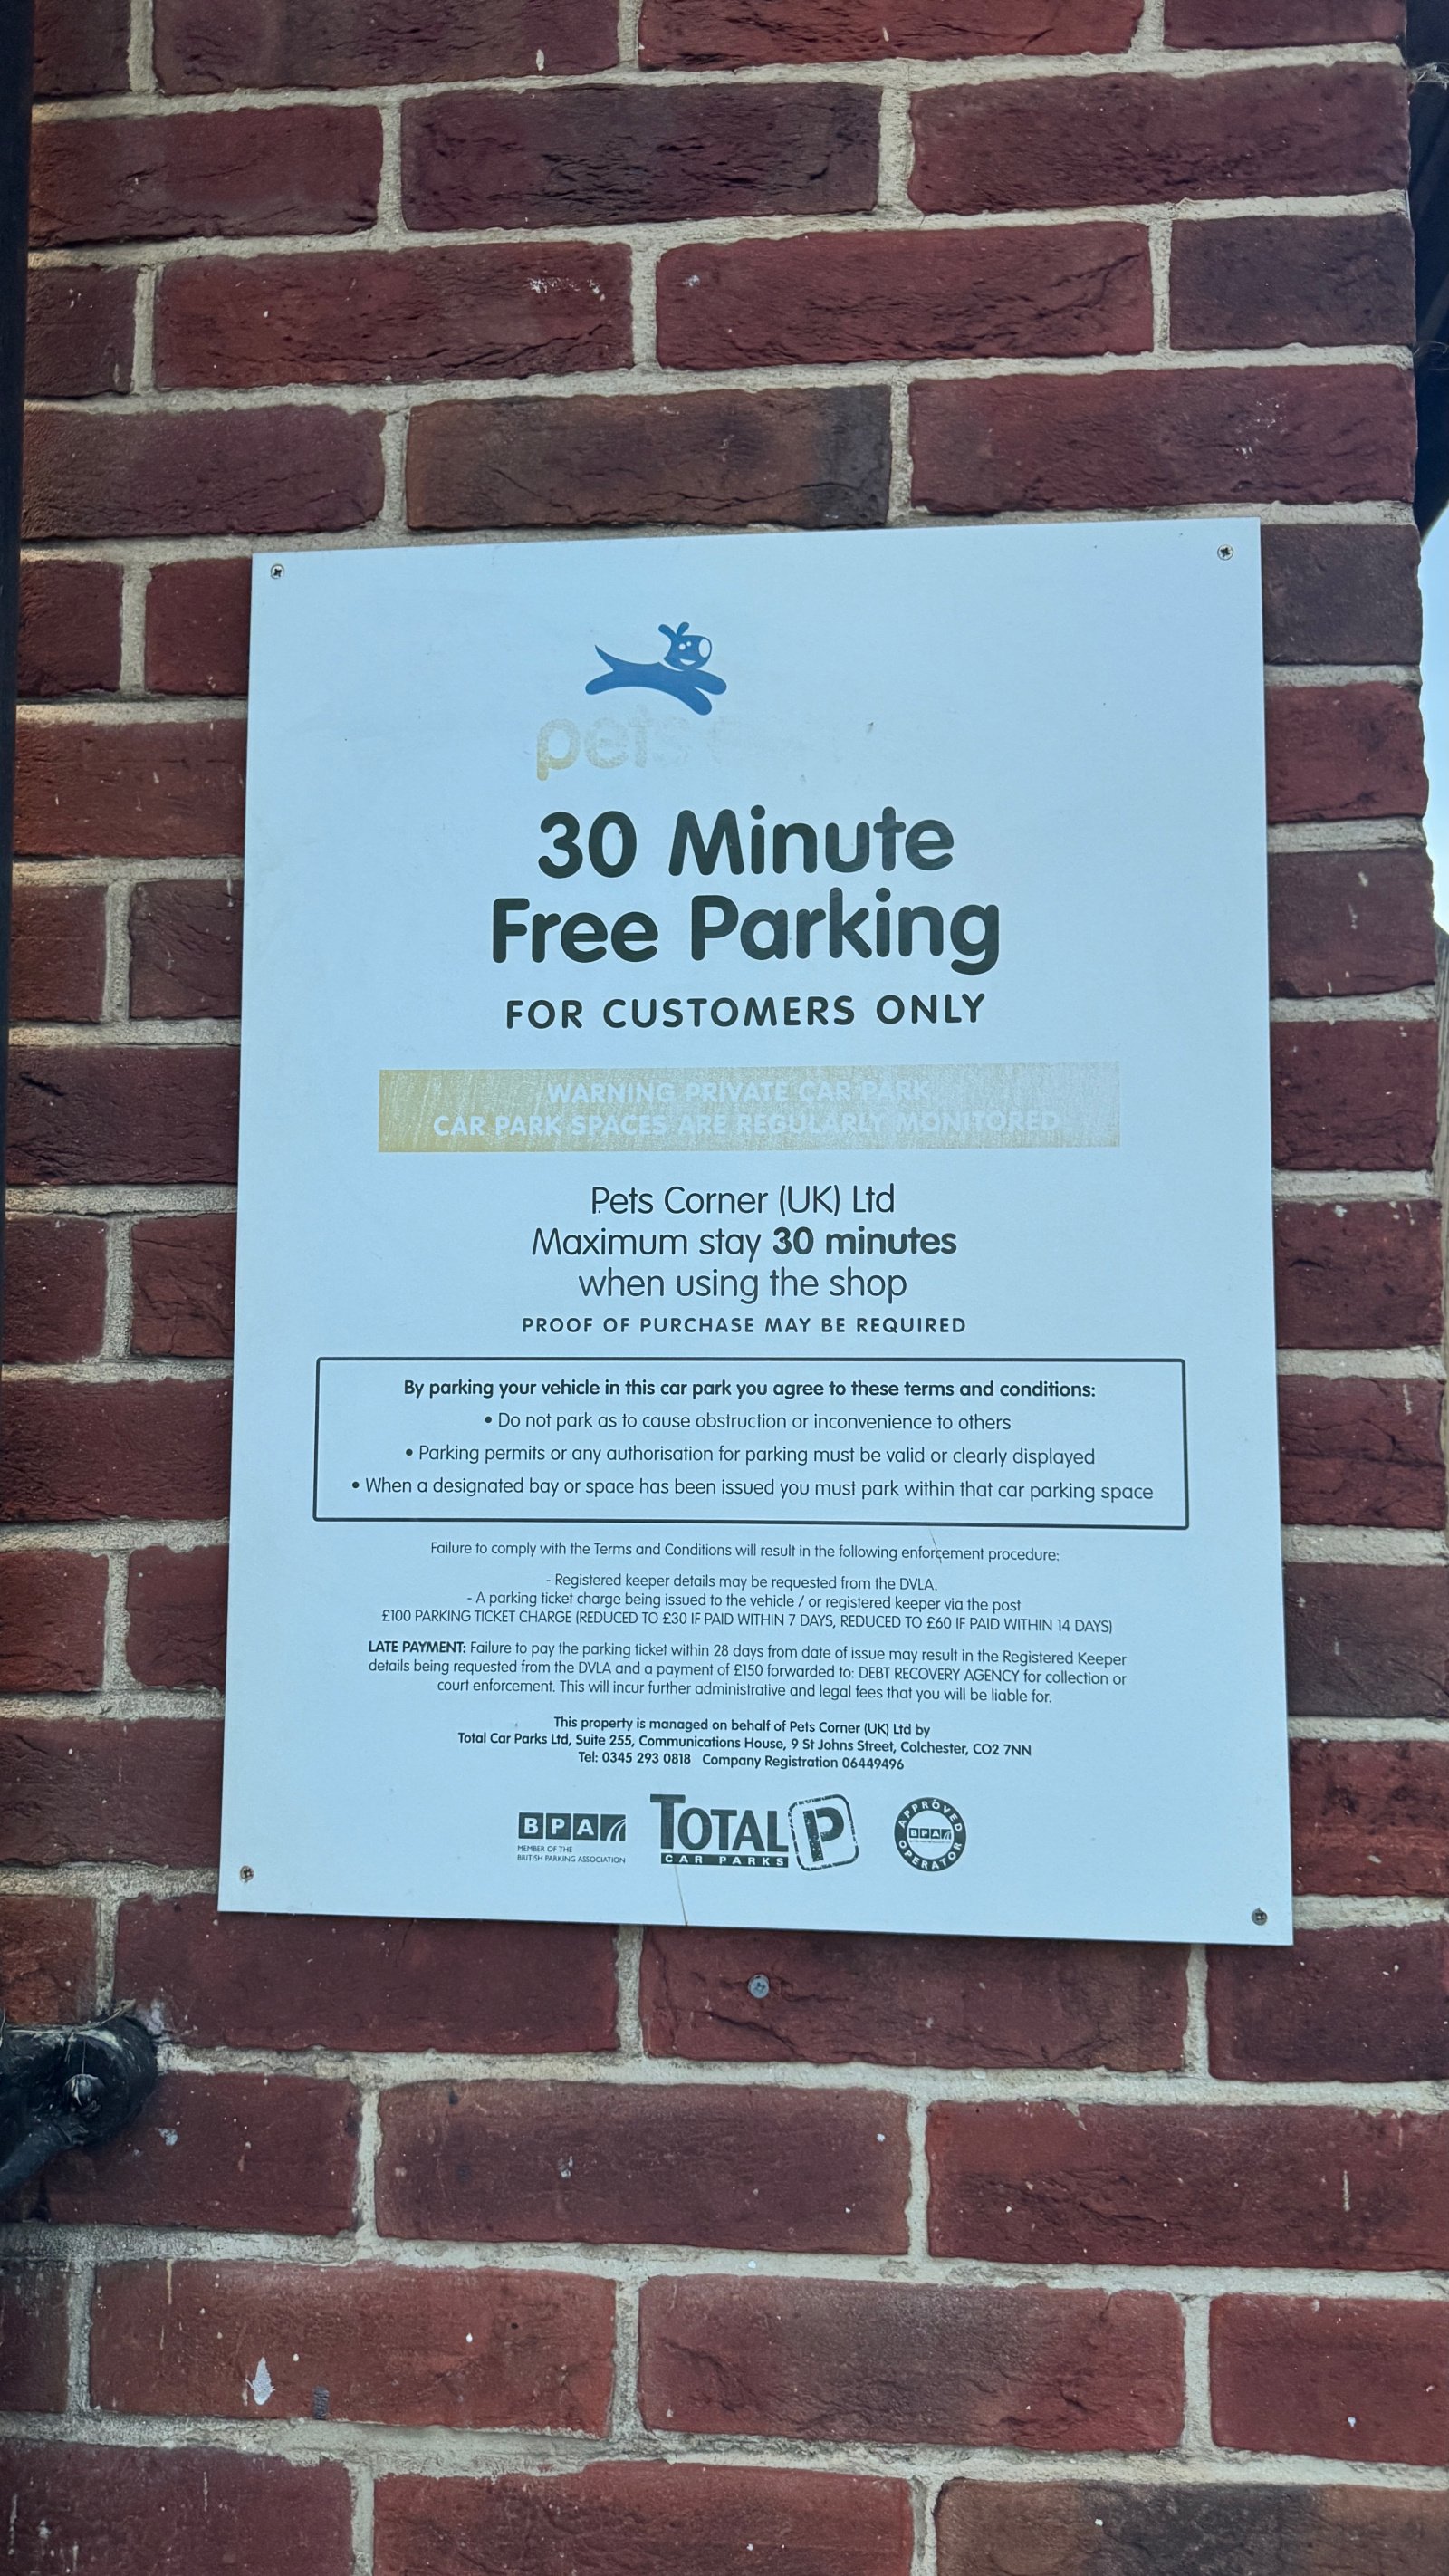 pets
30 Minute
Free Parking
FOR CUSTOMERS ONLY
WARNING PRIVATE CAR PARK
CAR PARK SPACES ARE REGULARLY MONITORED
Pets Corner (UK) Ltd
Maximum stay 30 minutes
when using the shop
PROOF OF PURCHASE MAY BE REQUIRED
By parking your vehicle in this car park you agree to these terms and conditions:
• Do not park as to cause obstruction or inconvenience to others
• Parking permits or any authorisation for parking must be valid or clearly displayed
• When a designated bay or space has been issued you must park within that car parking space
Failure to comply with the Terms and Conditions will result in the following enforcement procedure:
- Registered keeper details may be requested from the DVLA.
- A parking ticket charge being issued to the vehicle / or registered keeper via the post
£100 PARKING TICKET CHARGE (REDUCED TO £30 IF PAID WITHIN 7 DAYS, REDUCED TO £60 IF PAID WITHIN 14 DAYS)
LATE PAYMENT: Failure to pay the parking ticket within 28 days from date of issue may result in the Registered Keeper
details being requested from the DVLA and a payment of £150 forwarded to: DEBT RECOVERY AGENCY for collection or
court enforcement. This will incur further administrative and legal fees that you will be liable for.
This property is managed on behalf of Pets Corner (UK) Ltd by
Total Car Parks Ltd, Suite 255, Communications House, 9 St Johns Street, Colchester, CO2 7NN
Tel: 0345 293 0818 Company Registration 06449496
BPA
MEMBER OF THE
BRITISH PARKING ASSOCIATION
TOTAL P
CAR PARKS
APPROVED
BPA
OPERATOR